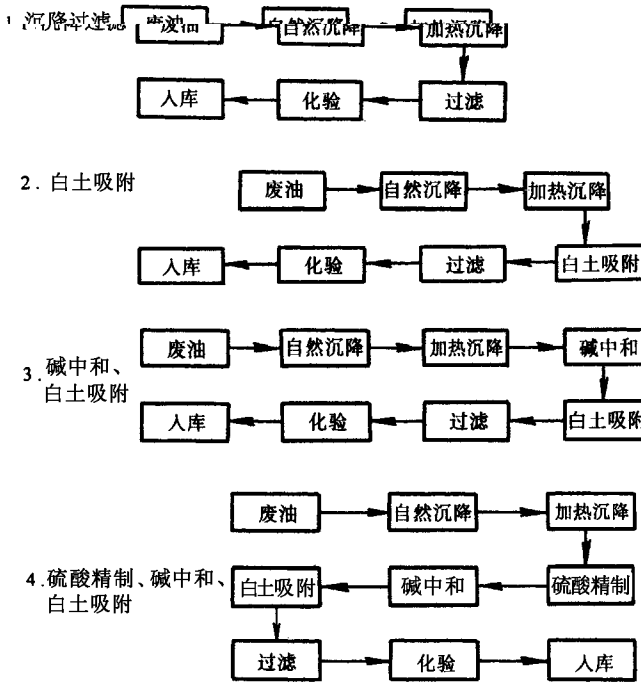 1.沉降过滤 废油 自然沉降 加热沉降
入库 化验 过滤
2.白土吸附 废油 自然沉降 加热沉降
入库 化验 过滤 白土吸附
废油 自然沉降 加热沉降 碱中和
3.碱中和、
白土吸附
入库 化验 过滤 白土吸附
废油 自然沉降 加热沉降
4.硫酸精制、碱中和、
白土吸附
白土吸附 碱中和 硫酸精制
过滤 化验 入库